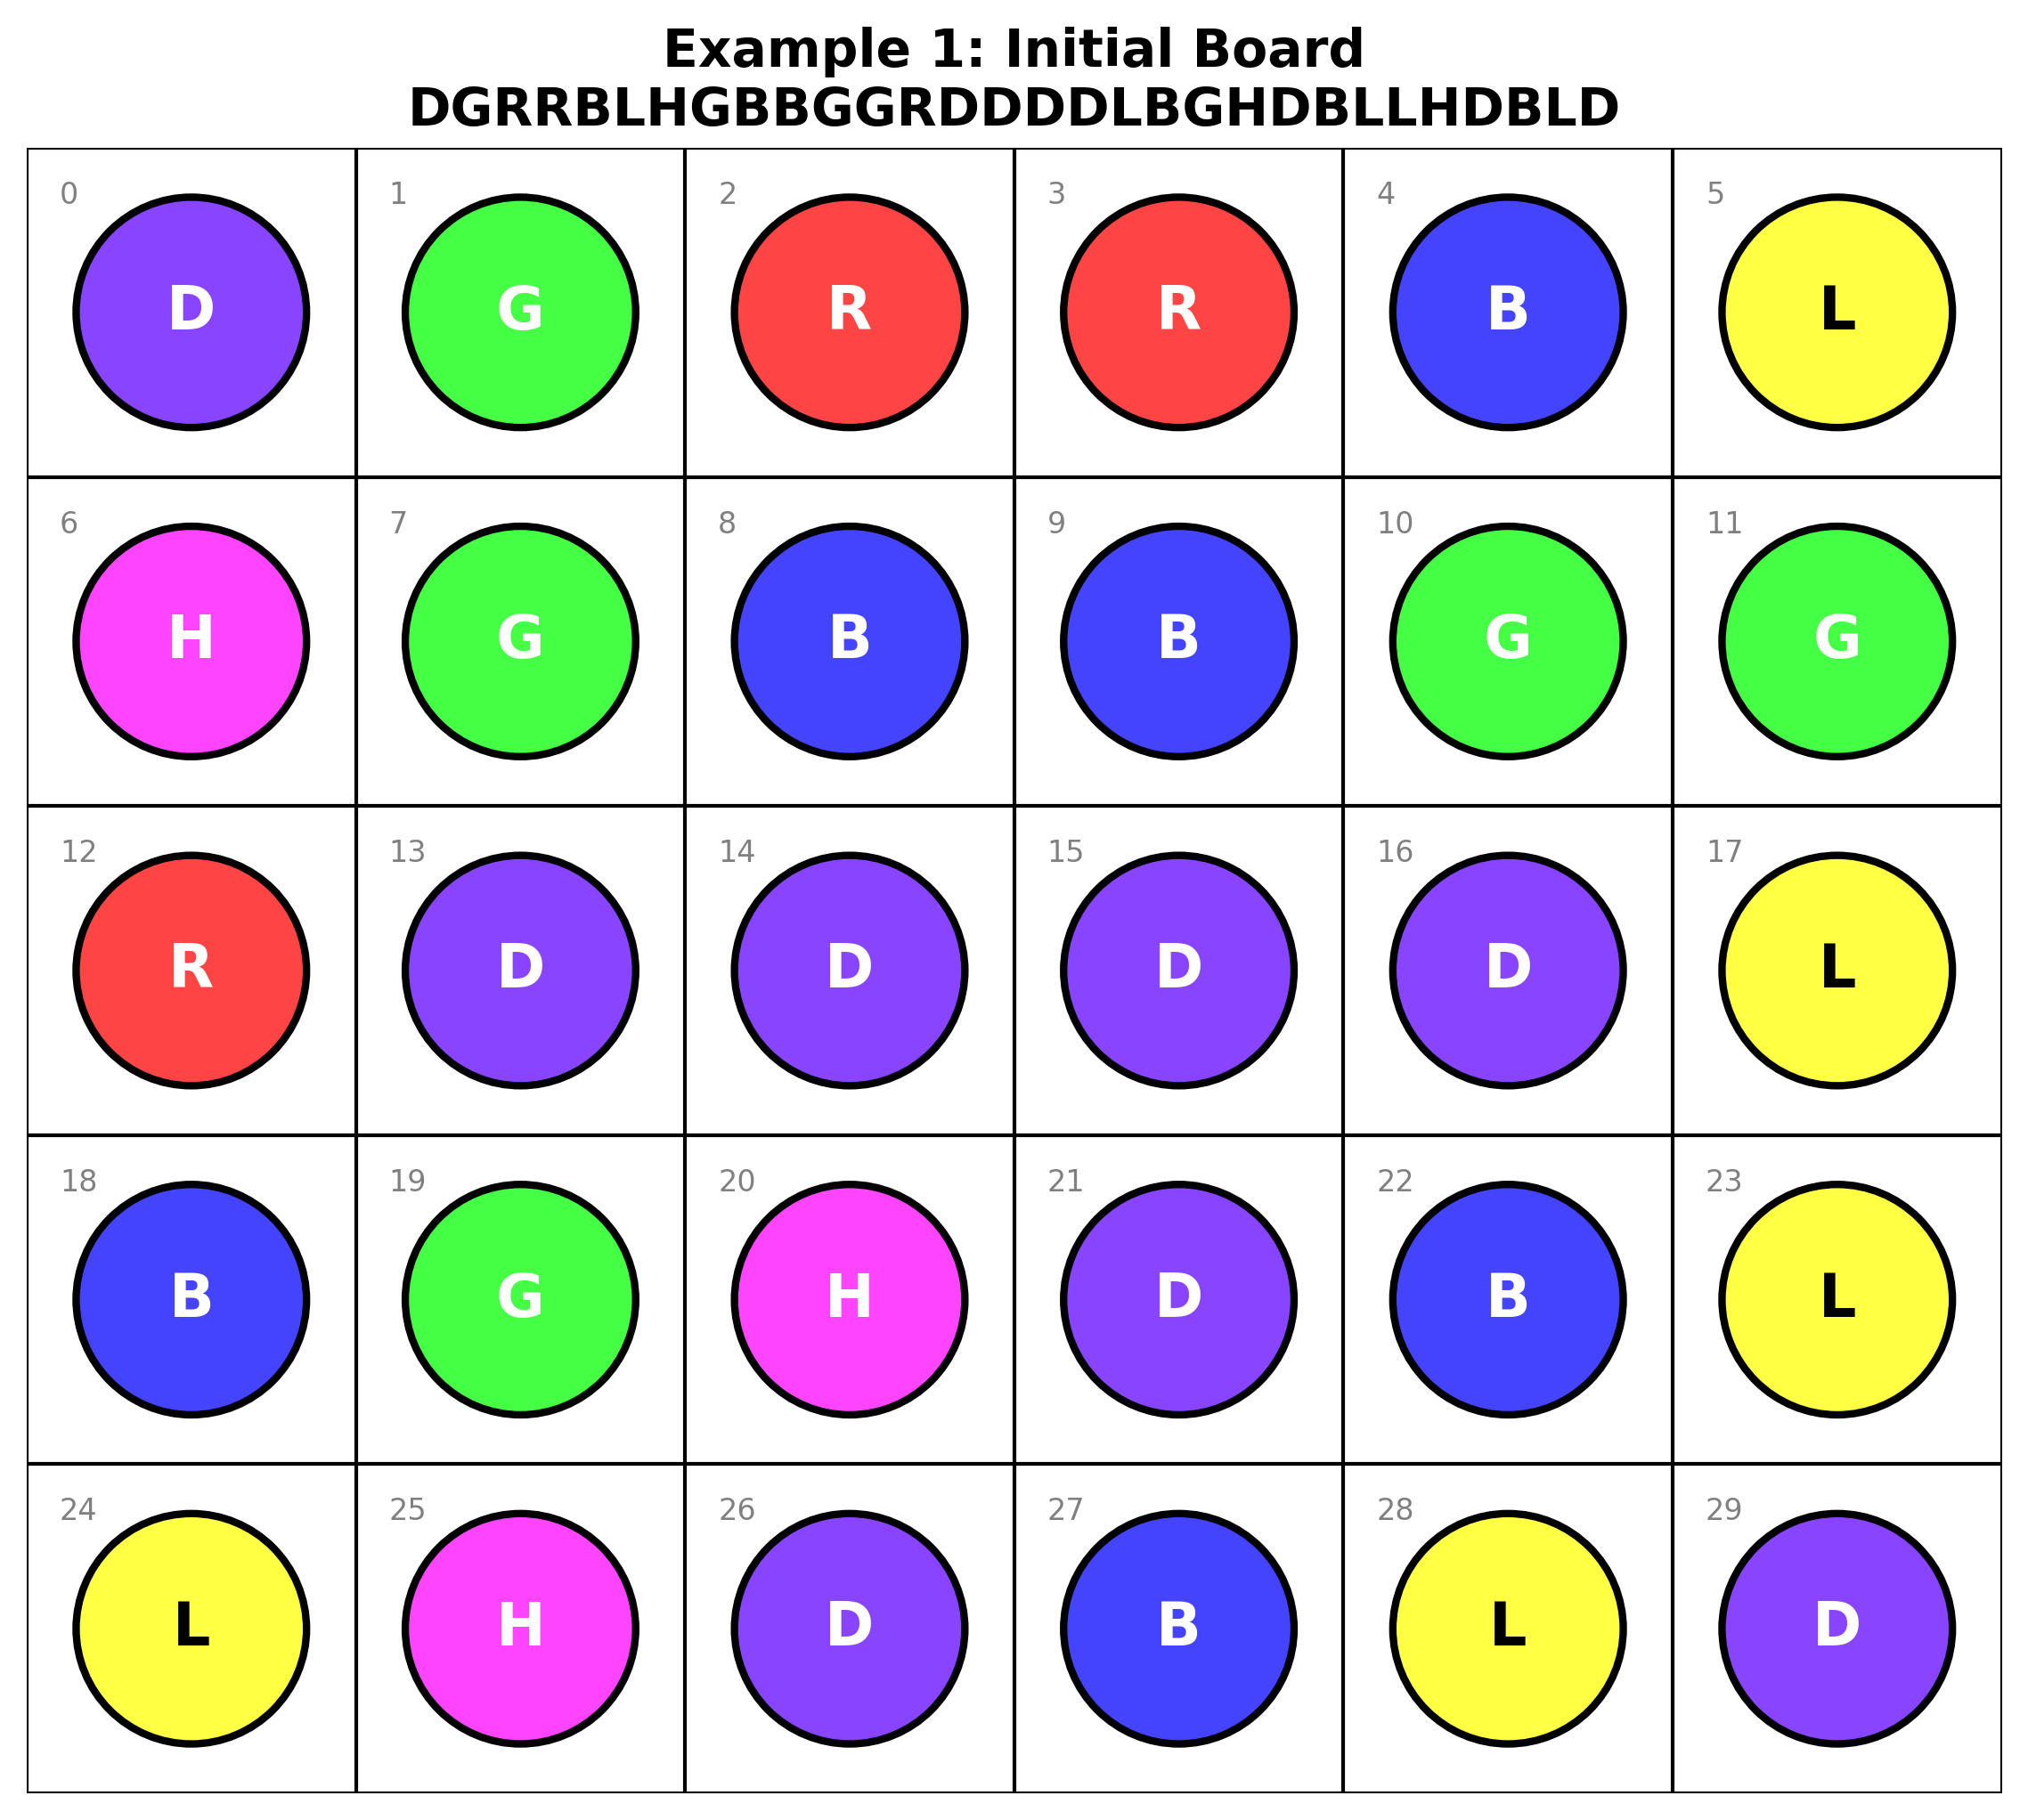 Example 1: Initial Board
DGRRBLHGBBGGRDDDDLBGHDBLLHDBLD
0 1 2 3 4 5
D G R R B L
6 7 8 9 10 11
H G B B G G
12 13 14 15 16 17
R D D D D L
18 19 20 21 22 23
B G H D B L
24 25 26 27 28 29
L H D B L D